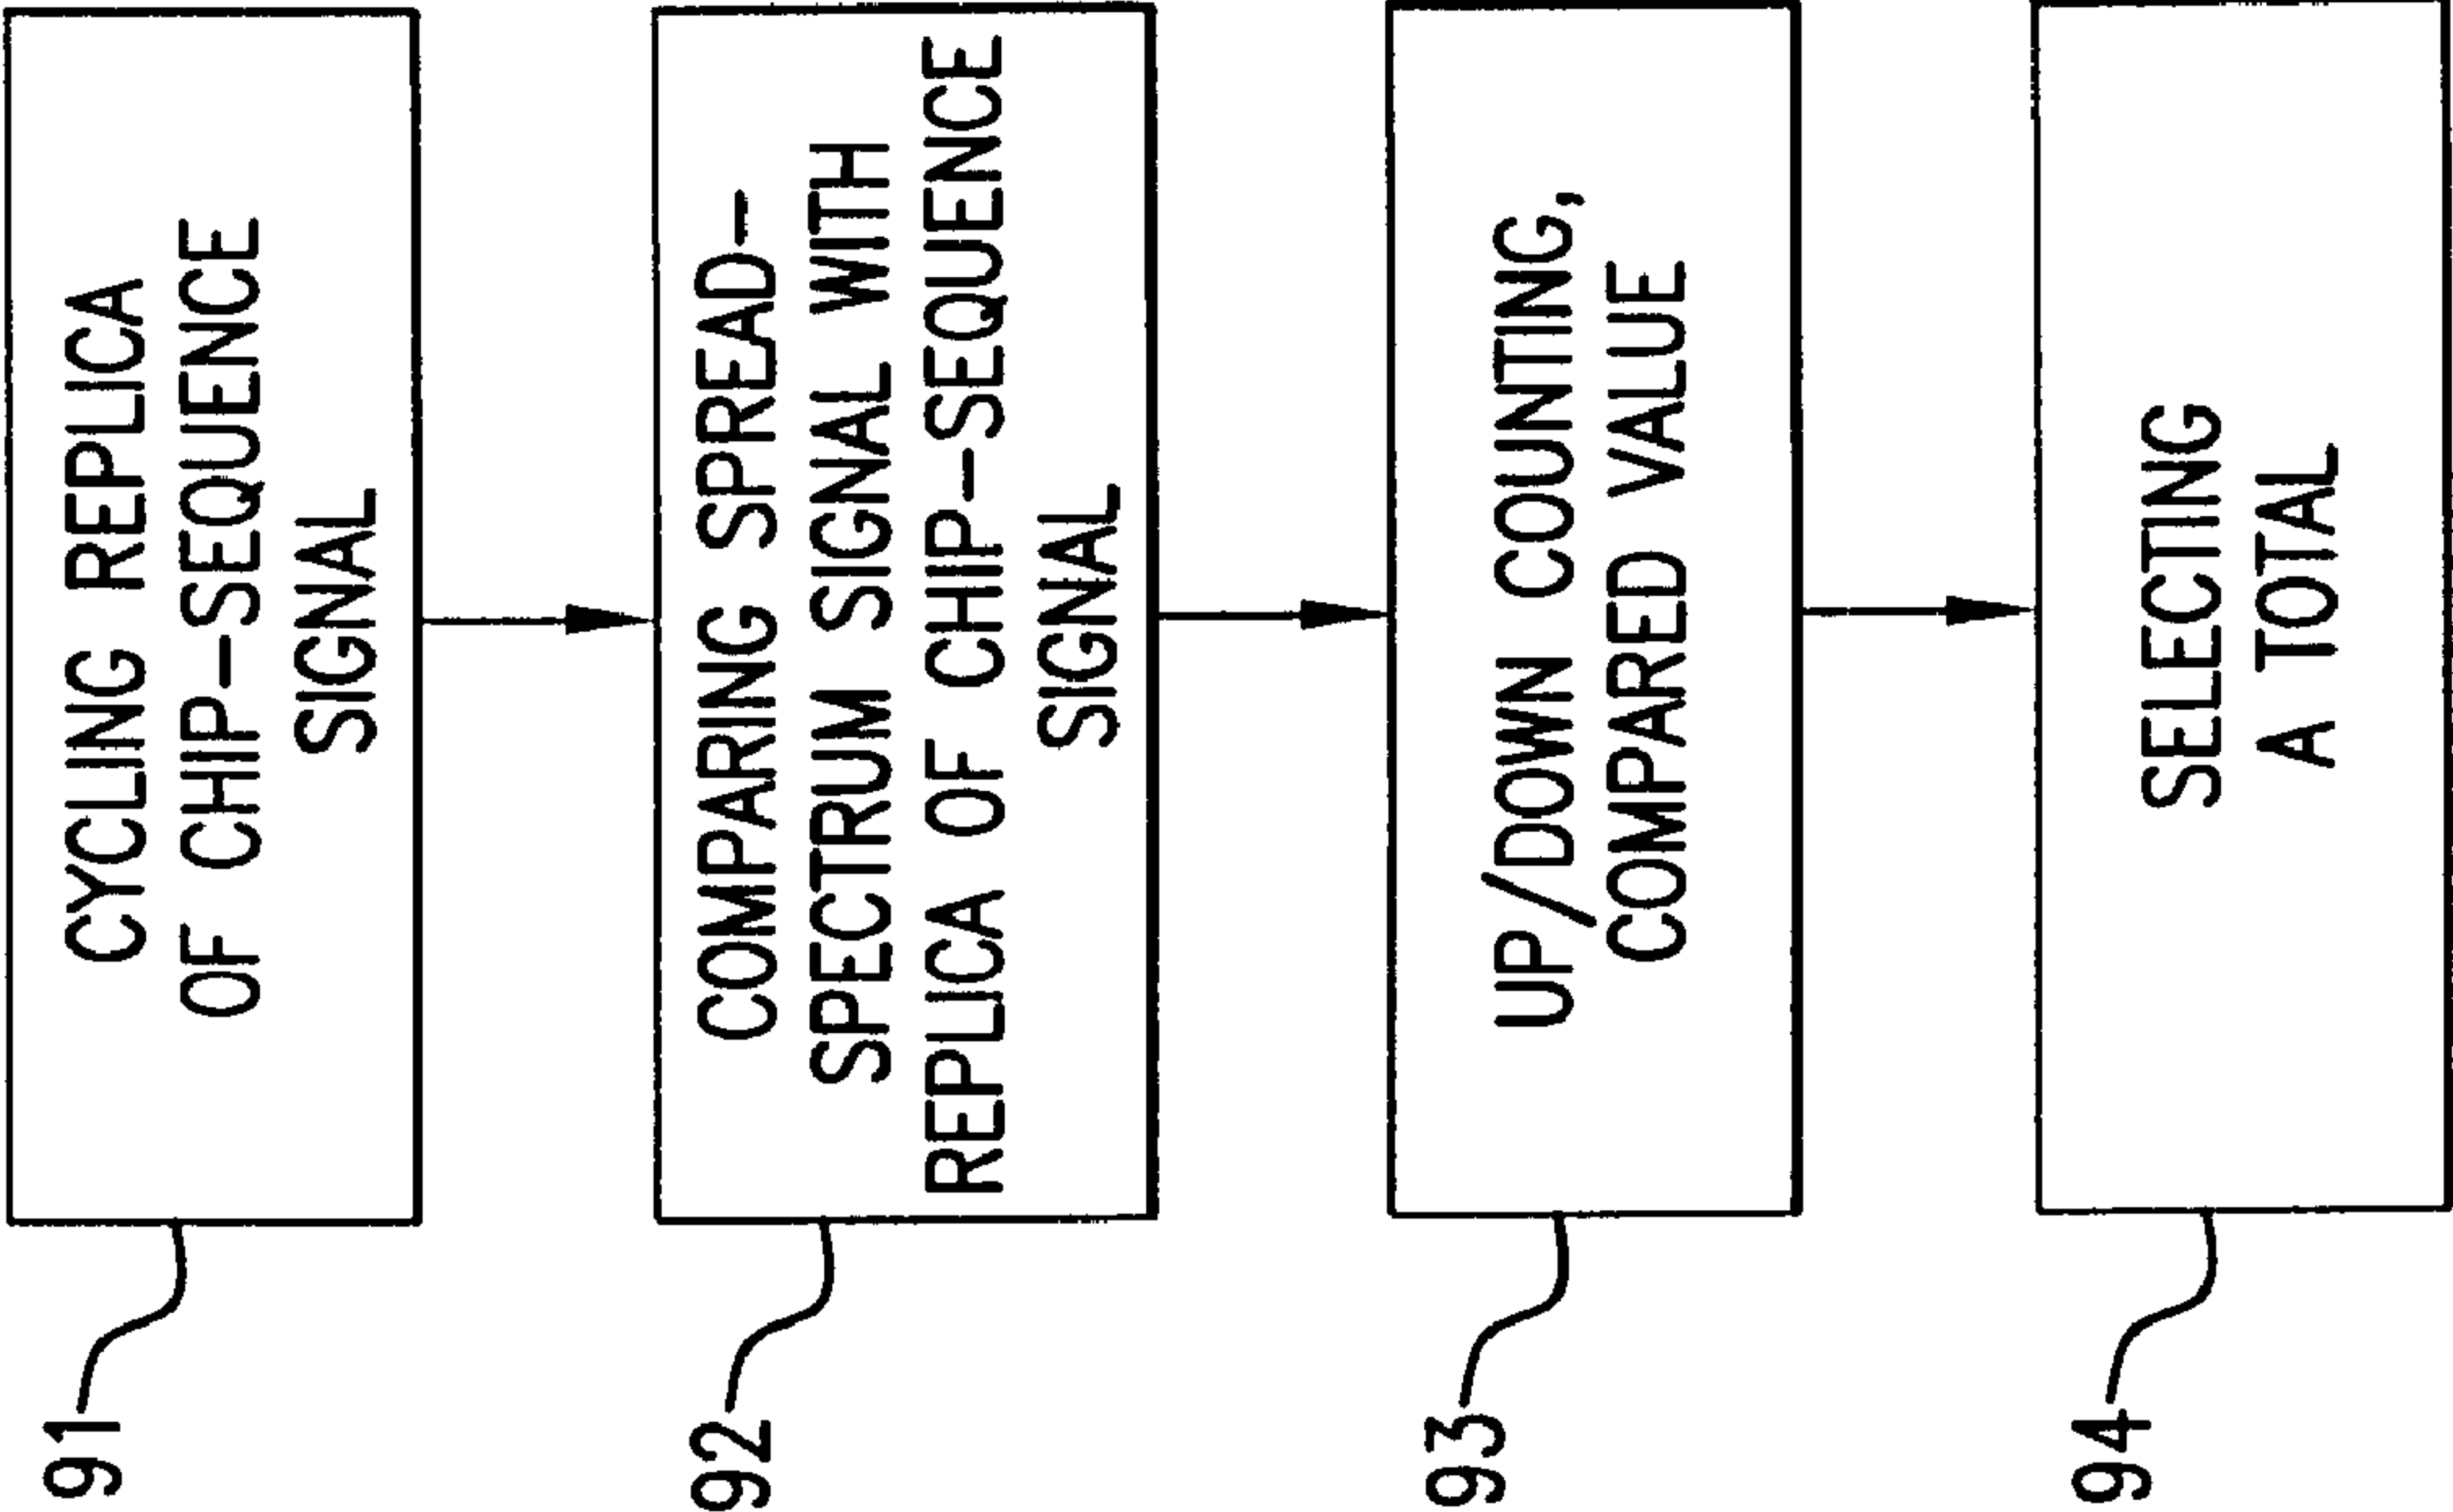 91
CYCLING REPLICA
OF CHIP-SEQUENCE
SIGNAL
92
COMPARING SPREAD-
SPECTRUM SIGNAL WITH
REPLICA OF CHIP-SEQUENCE
SIGNAL
93
UP/DOWN COUNTING,
COMPARED VALUE
94
SELECTING
A TOTAL